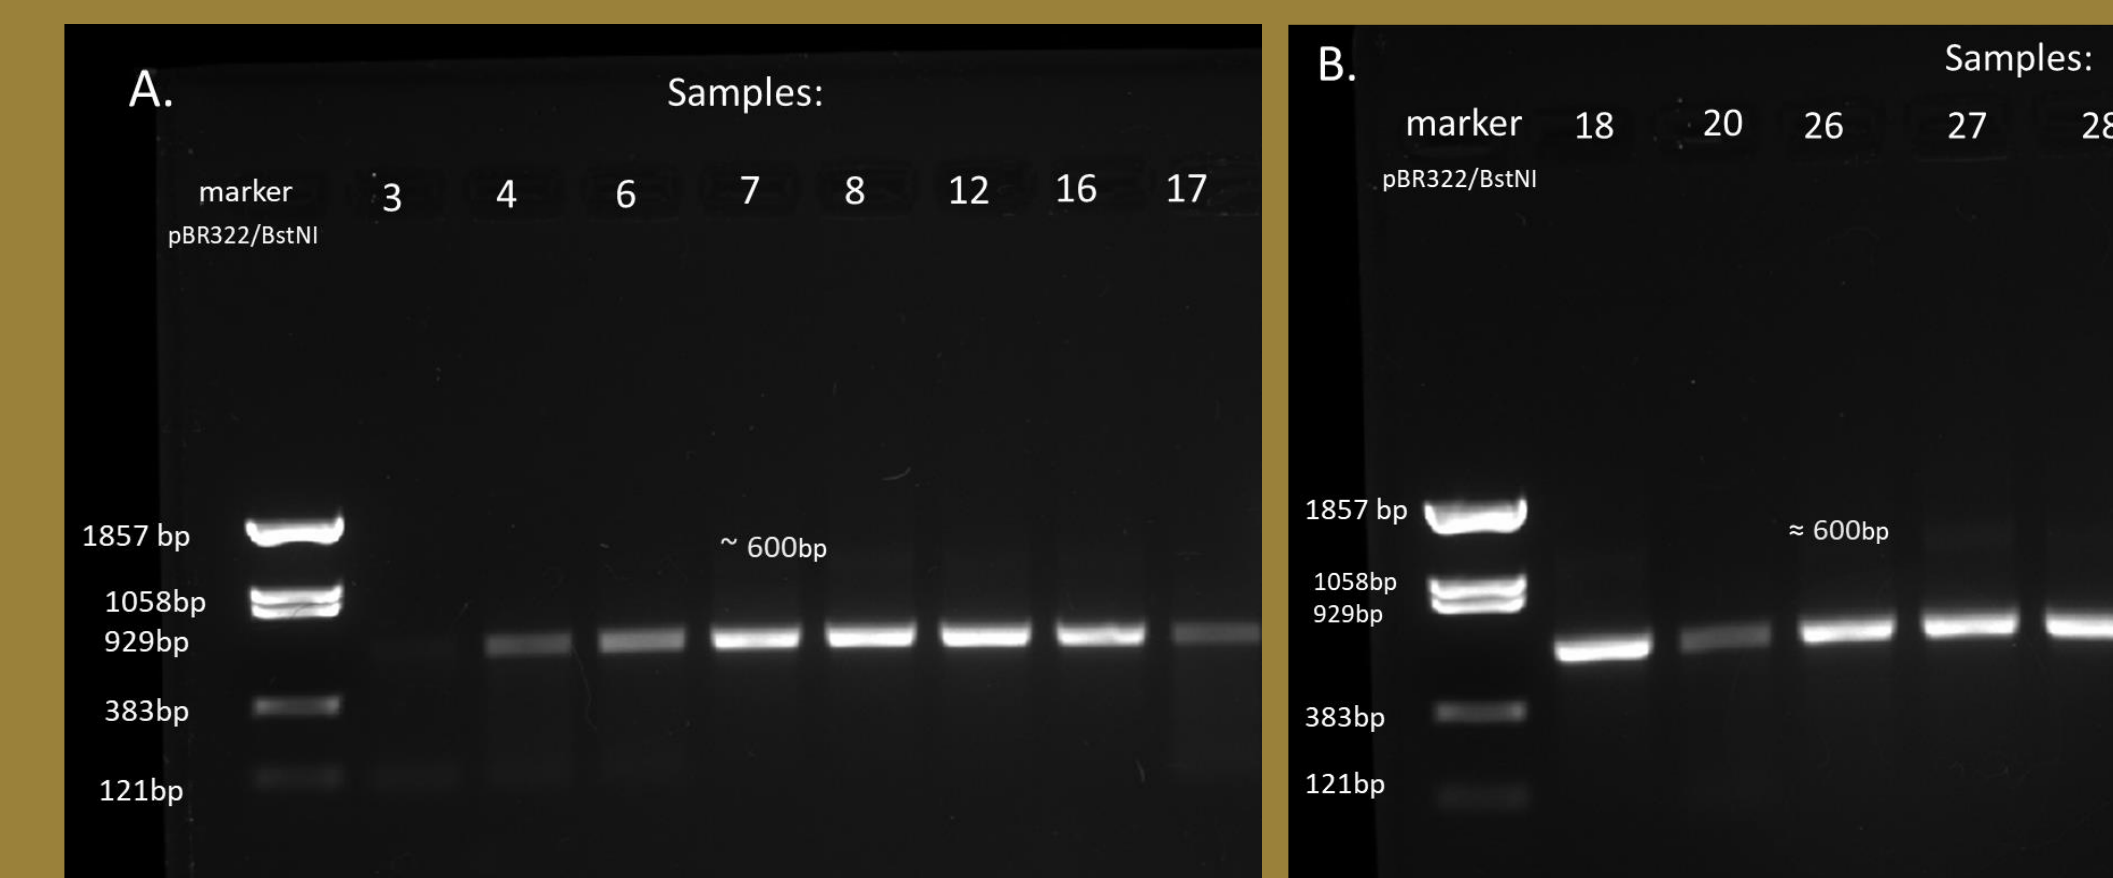 A.
Samples:
marker 3 4 6 7 8 12 16 17
pBR322/BstNI
~ 600bp
1857 bp
1058bp
929bp
383bp
121bp
B.
Samples:
marker 18 20 26 27 28
pBR322/BstNI
≈ 600bp
1857 bp
1058bp
929bp
383bp
121bp